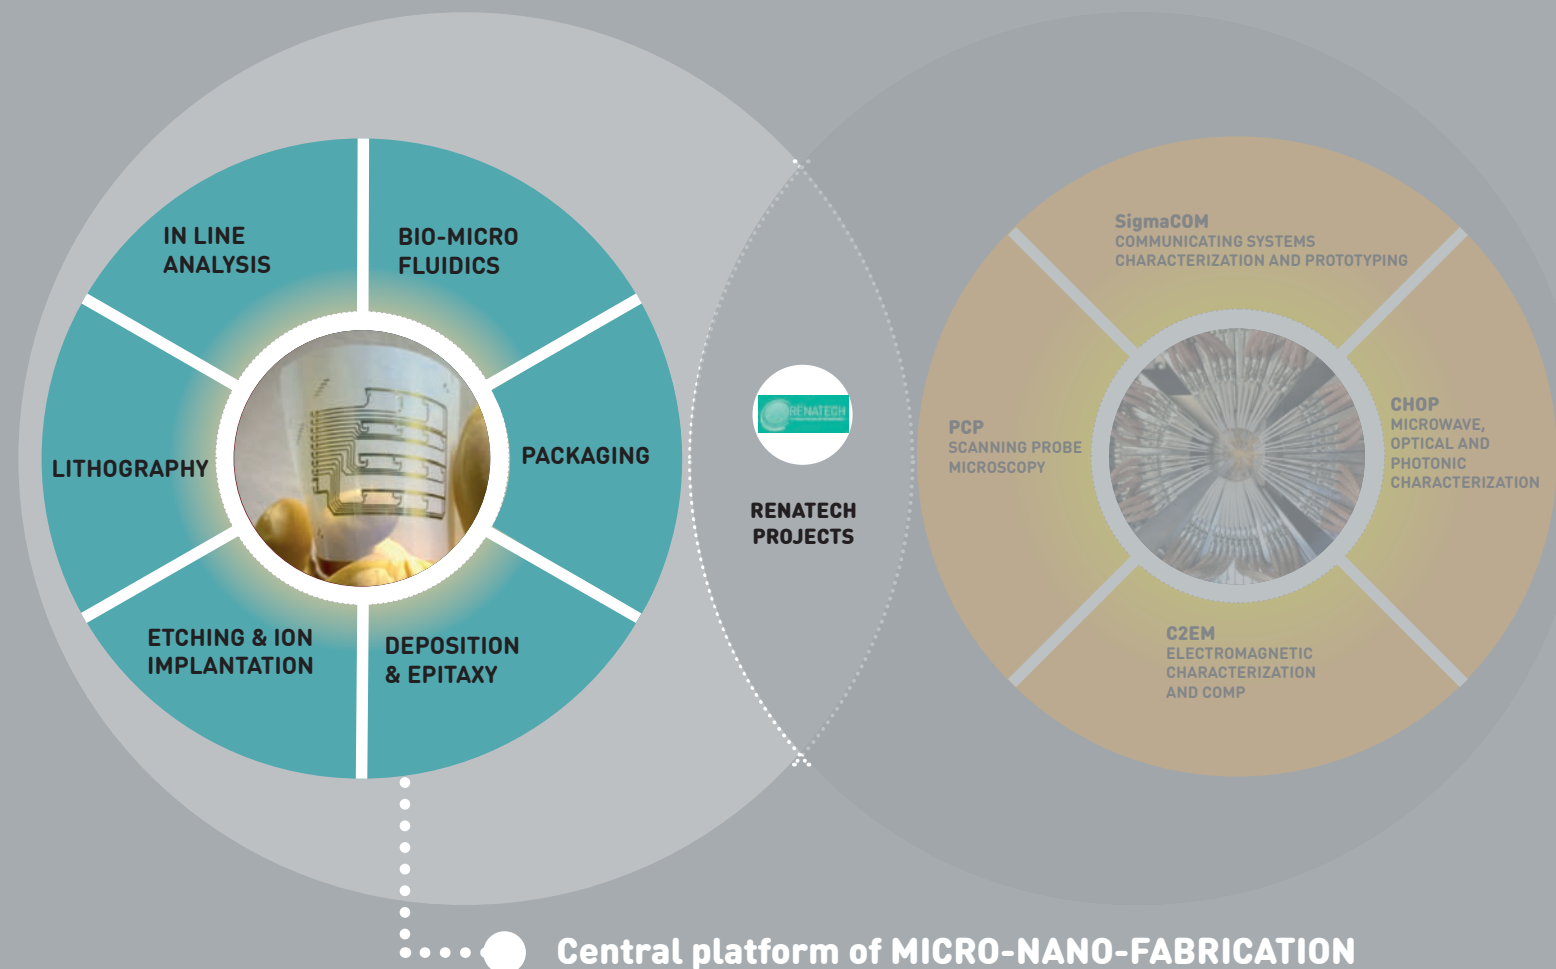 IN LINE
ANALYSIS
BIO-MICRO
FLUIDICS
LITHOGRAPHY
PACKAGING
ETCHING & ION
IMPLANTATION
DEPOSITION
& EPITAXY
RENATECH
RENATECH
PROJECTS
SigmaCOM
COMMUNICATING SYSTEMS
CHARACTERIZATION AND PROTOTYPING
PCP
SCANNING PROBE
MICROSCOPY
CHOP
MICROWAVE,
OPTICAL AND
PHOTONIC
CHARACTERIZATION
C2EM
ELECTROMAGNETIC
CHARACTERIZATION
AND COMP
Central platform of MICRO-NANO-FABRICATION